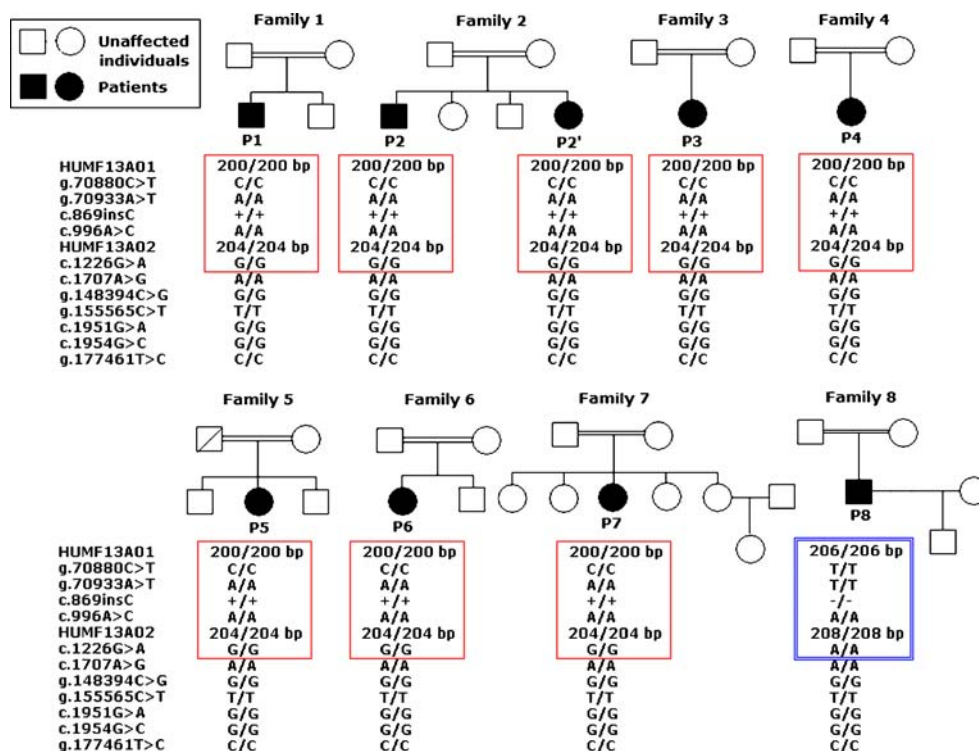 Family 1 Family 2 Family 3 Family 4
Unaffected
individuals
Patients
P1 P2 P2' P3 P4
HUMF13A01 200/200 bp 200/200 bp 200/200 bp 200/200 bp 200/200 bp
g.70880C>T C/C C/C C/C C/C C/C
g.70933A>T A/A A/A A/A A/A A/A
c.869insC +/+ +/+ +/+ +/+ +/+
c.996A>C A/A A/A A/A A/A A/A
HUMF13A02 204/204 bp 204/204 bp 204/204 bp 204/204 bp 204/204 bp
c.1226G>A G/G G/G G/G G/G G/G
c.1707A>G A/A A/A A/A A/A A/A
g.148394C>G G/G G/G G/G G/G G/G
g.155565C>T T/T T/T T/T T/T T/T
c.1951G>A G/G G/G G/G G/G G/G
c.1954G>C G/G G/G G/G G/G G/G
g.177461T>C C/C C/C C/C C/C C/C
Family 5 Family 6 Family 7 Family 8
P5 P6 P7 P8
HUMF13A01 200/200 bp 200/200 bp 200/200 bp 206/206 bp
g.70880C>T C/C C/C C/C T/T
g.70933A>T A/A A/A A/A T/T
c.869insC +/+ +/+ +/+ -/-
c.996A>C A/A A/A A/A A/A
HUMF13A02 204/204 bp 204/204 bp 204/204 bp 208/208 bp
c.1226G>A G/G G/G G/G A/A
c.1707A>G A/A A/A A/A A/A
g.148394C>G G/G G/G G/G G/G
g.155565C>T T/T T/T T/T T/T
c.1951G>A G/G G/G G/G G/G
c.1954G>C G/G G/G G/G G/G
g.177461T>C C/C C/C C/C C/C